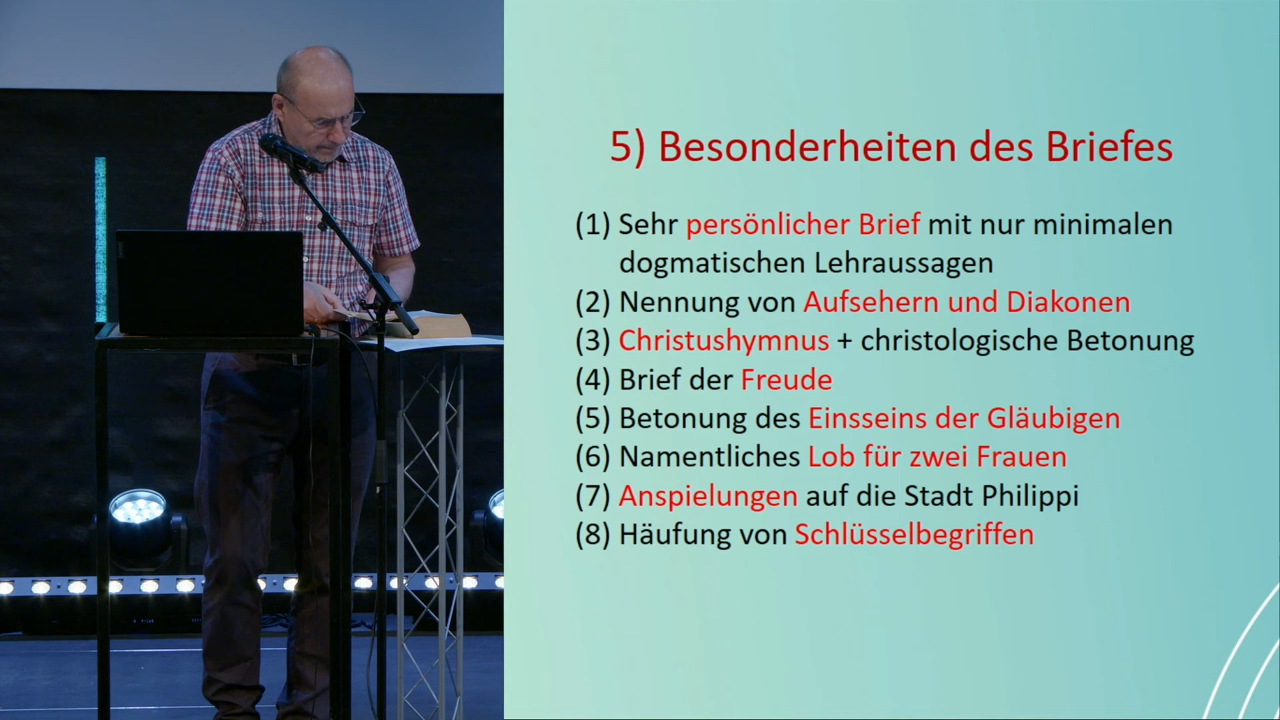 5) Besonderheiten des Briefes
(1) Sehr persönlicher Brief mit nur minimalen
dogmatischen Lehraussagen
(2) Nennung von Aufsehern und Diakonen
(3) Christushymnus + christologische Betonung
(4) Brief der Freude
(5) Betonung des Einsseins der Gläubigen
(6) Namentliches Lob für zwei Frauen
(7) Anspielungen auf die Stadt Philippi
(8) Häufung von Schlüsselbegriffen